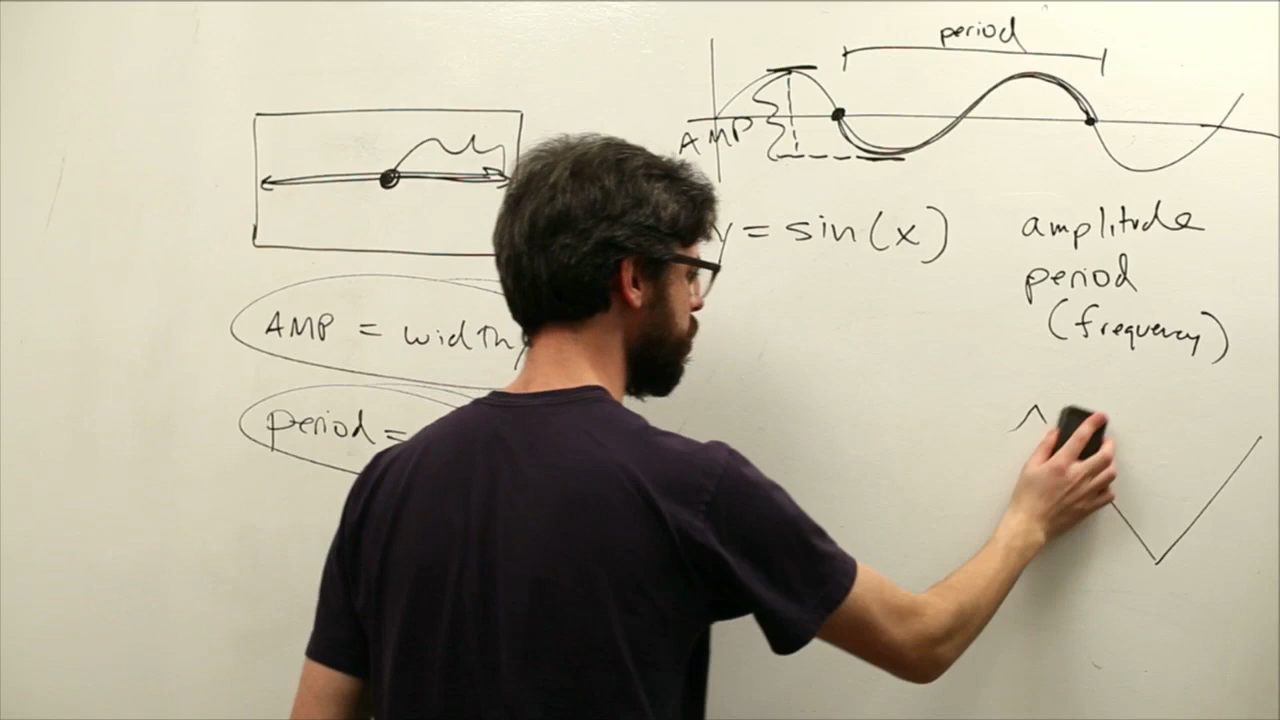 period
AMP
y = sin(x)
amplitude
period
(frequency)
AMP = width
period =